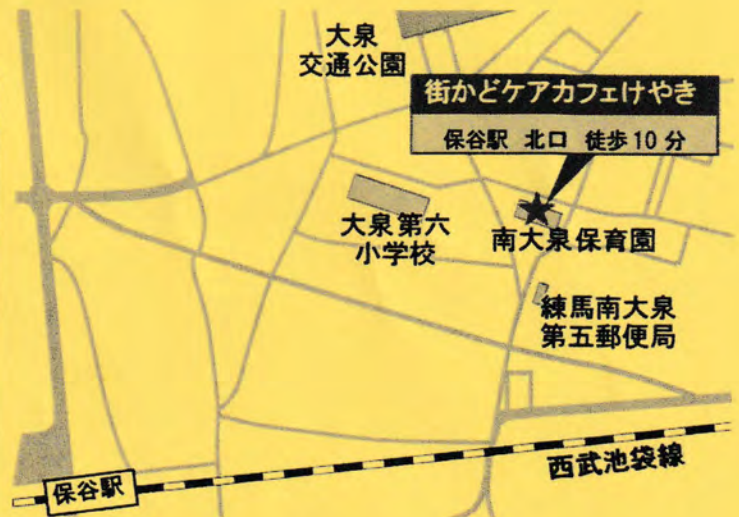 大泉
交通公園
街かどケアカフェけやき
保谷駅 北口 徒歩10分
大泉第六
小学校
南大泉保育園
練馬南大泉
第五郵便局
西武池袋線
保谷駅